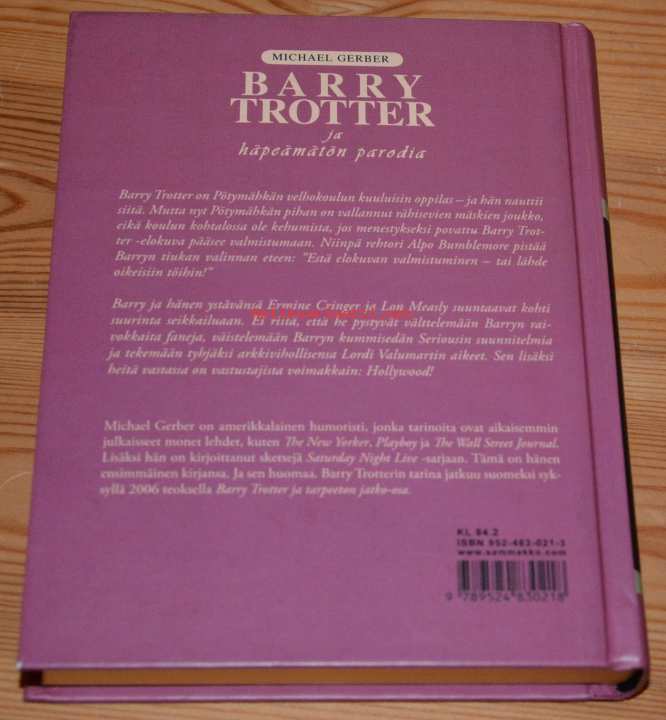 MICHAEL GERBER
BARRY
TROTTER
ja
häpeämätön parodia
Barry Trotter on Pötymähkän velhokoulun kuuluisin oppilas – ja hän nauttii
siitä. Mutta nyt Pötymähkän pihan on vallannut rähisevien mäskien joukko,
eikä koulun kohtalossa ole kehumista, jos menestykseksi povattu Barry Trot-
ter -elokuva pääsee valmistumaan. Niinpä rehtori Alpo Bumblemore pistää
Barryn tiukan valinnan eteen: "Estä elokuvan valmistuminen – tai lähde
oikeisiin töihin!"
Barry ja hänen ystävänsä Ermine Cringer ja Lon Measly suuntaavat kohti
suurinta seikkailuaan. Ei riitä, että he pystyvät välttelemään Barryn rai-
vokkaita faneja, väistelemään Barryn kummisedän Seriousin suunnitelmia
ja tekemään tyhjäksi arkkivihollisensa Lordi Valumartin aikeet. Sen lisäksi
heitä vastassa on vastustajista voimakkain: Hollywood!
Michael Gerber on amerikkalainen humoristi, jonka tarinoita ovat aikaisemmin
julkaisseet monet lehdet, kuten The New Yorker, Playboy ja The Wall Street Journal.
Lisäksi hän on kirjoittanut sketsejä Saturday Night Live -sarjaan. Tämä on hänen
ensimmäinen kirjansa. Ja sen huomaa. Barry Trotterin tarina jatkuu suomeksi syk-
syllä 2006 teoksella Barry Trotter ja tarpeeton jatko-osa.
KL 84.2
ISBN 952-483-021-3
www.sammakko.com
9 789524 830218